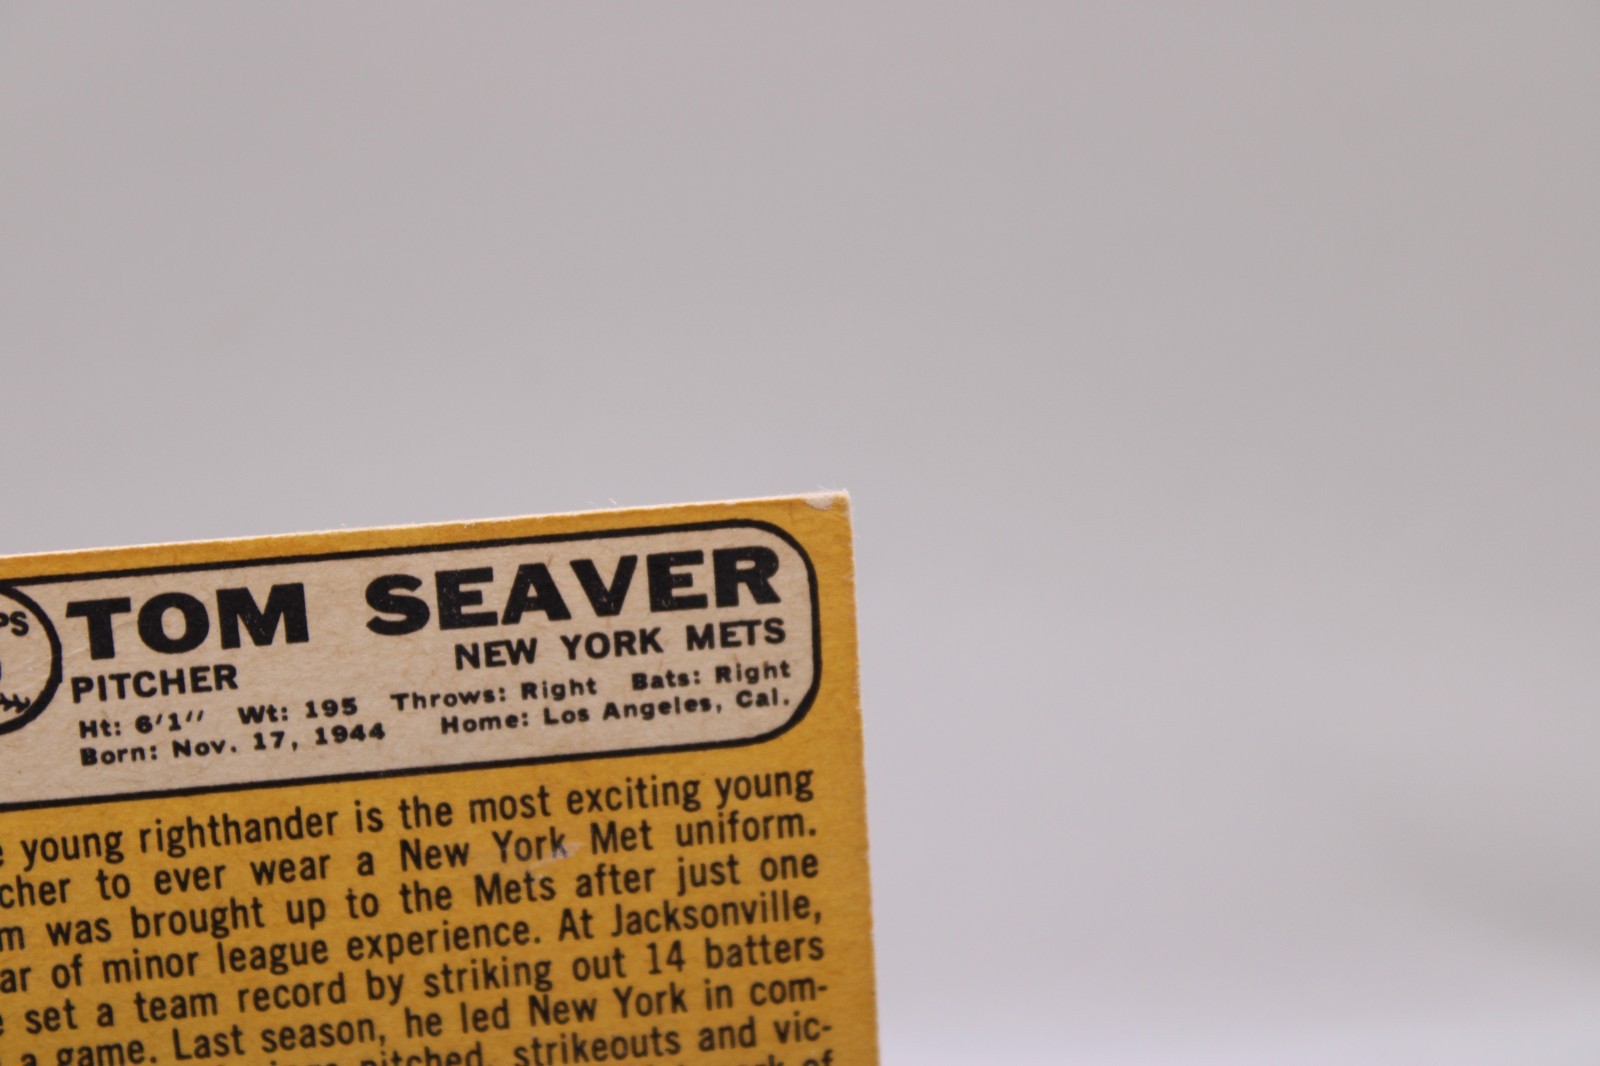 TOM SEAVER
PITCHER NEW YORK METS
Ht: 6'1" Wt: 195 Throws: Right Bats: Right
Born: Nov. 17, 1944 Home: Los Angeles, Cal.
young righthander is the most exciting young
to ever wear a New York Met uniform.
was brought up to the Mets after just one
of minor league experience. At Jacksonville,
set a team record by striking out 14 batters
a game. Last season, he led New York in com-
pitched, strikeouts and vic-
of